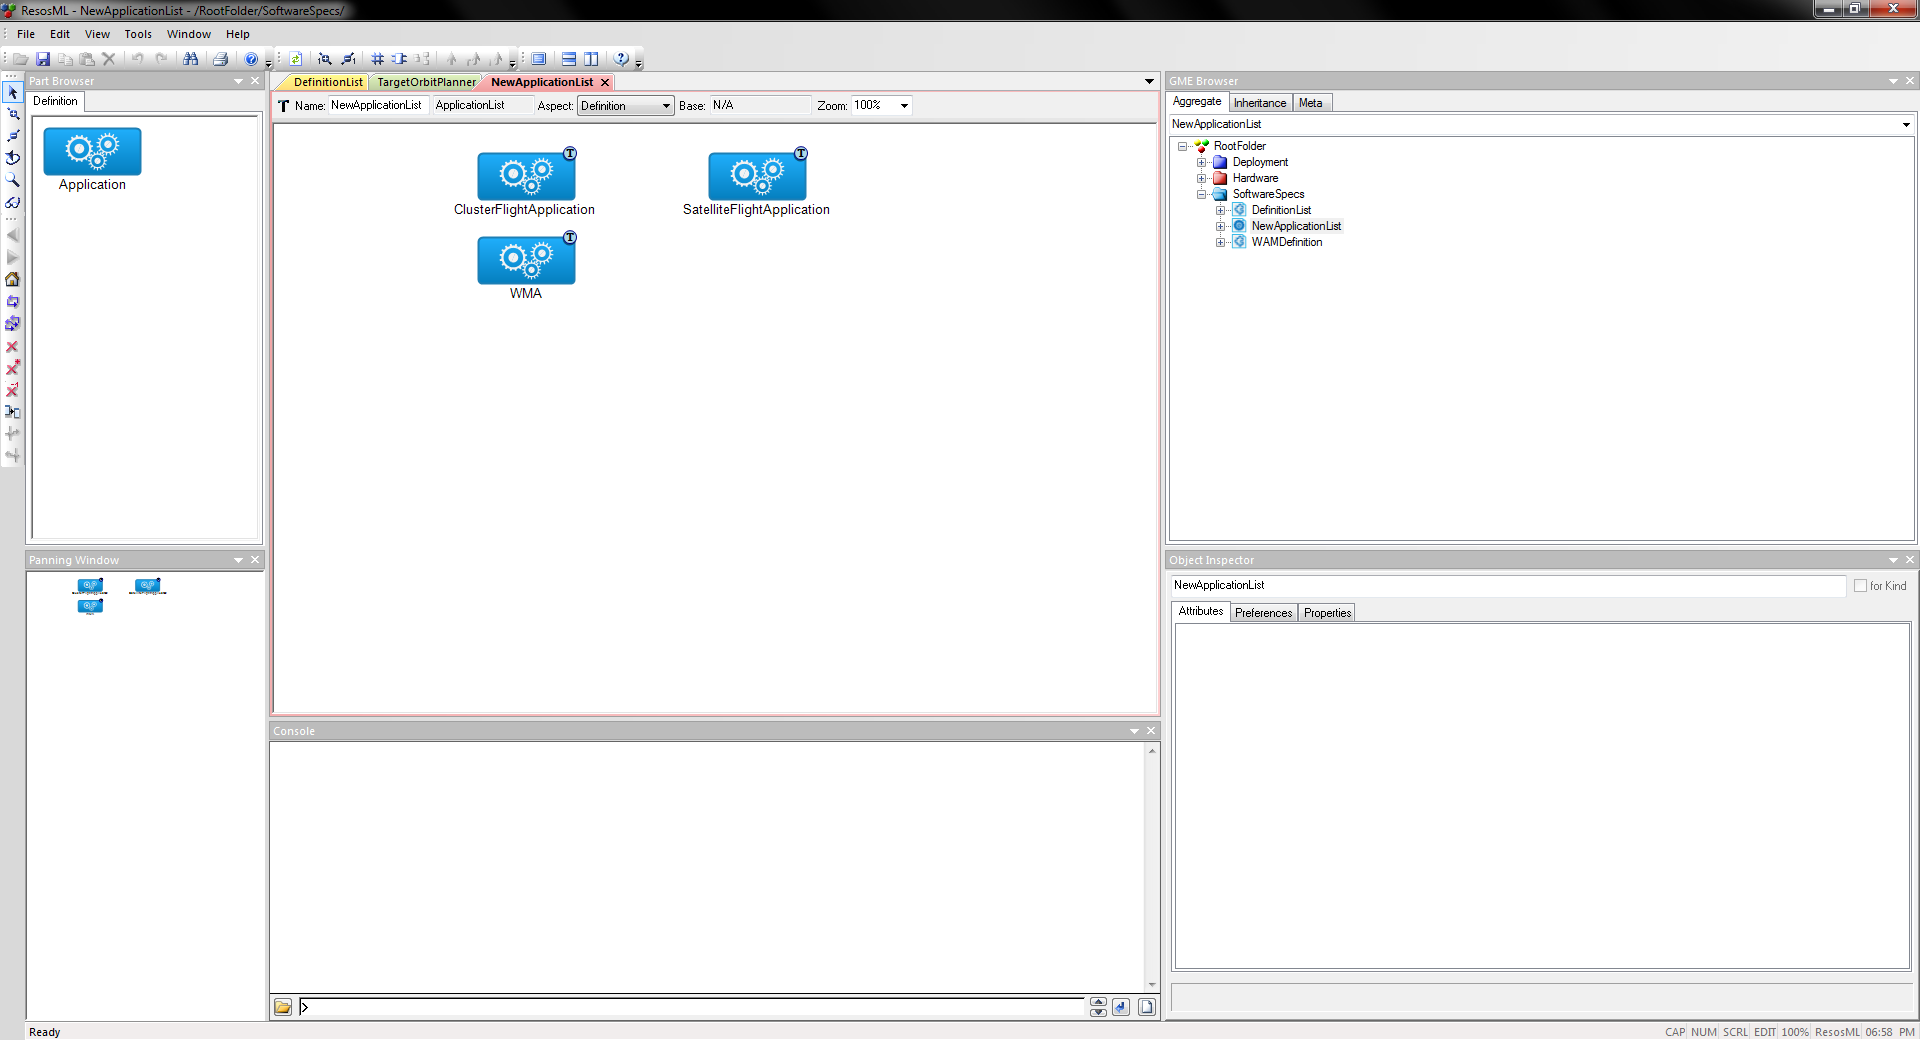 ResosML - NewApplicationList - /RootFolder/SoftwareSpecs/
File Edit View Tools Window Help
Part Browser
Definition
Application
Panning Window
DefinitionList TargetOrbitPlanner NewApplicationList
T Name: NewApplicationList ApplicationList Aspect: Definition Base: N/A Zoom: 100%
T T
ClusterFlightApplication SatelliteFlightApplication
T
WMA
Console
>
GME Browser
Aggregate Inheritance Meta
NewApplicationList
RootFolder
Deployment
Hardware
SoftwareSpecs
DefinitionList
NewApplicationList
WAMDefinition
Object Inspector
NewApplicationList for Kind
Attributes Preferences Properties
Ready CAP NUM SCRL EDIT 100% ResosML 06:58 PM